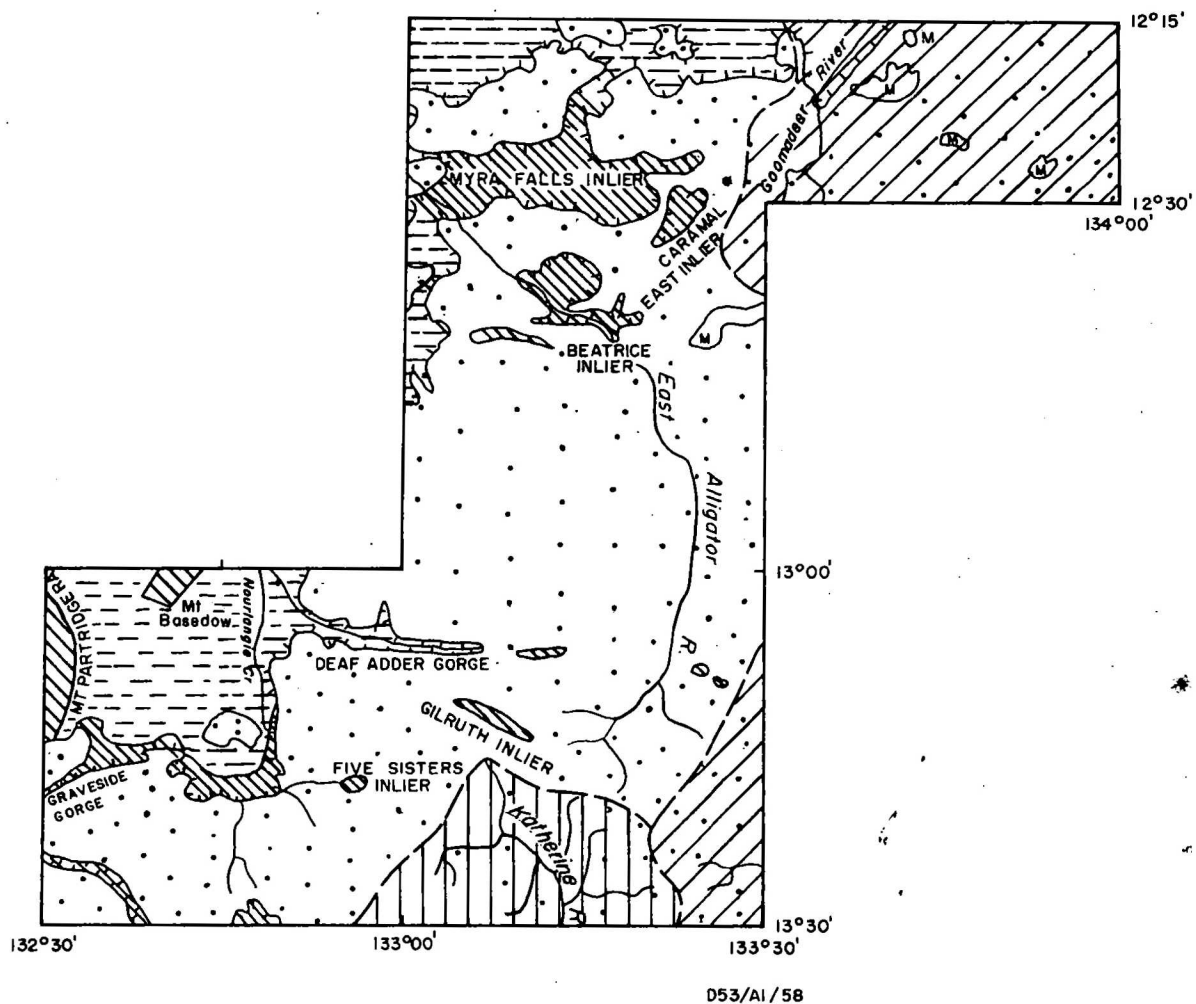 12°15'
River
M
M
Goomadeer
M
M
MYRA FALLS INLIER
12°30'
134°00'
CARAMAL
EAST INLIER
M
BEATRICE
INLIER
East
Alligator
R.
13°00'
MT PARTRIDGE RA
Mt
Basedow
Nourlangie Cr
DEAF ADDER GORGE
GILRUTH INLIER
FIVE SISTERS
INLIER
GRAVESIDE
GORGE
Katherine
R
13°30'
132°30'
133°00'
133°30'
D53/A1/58